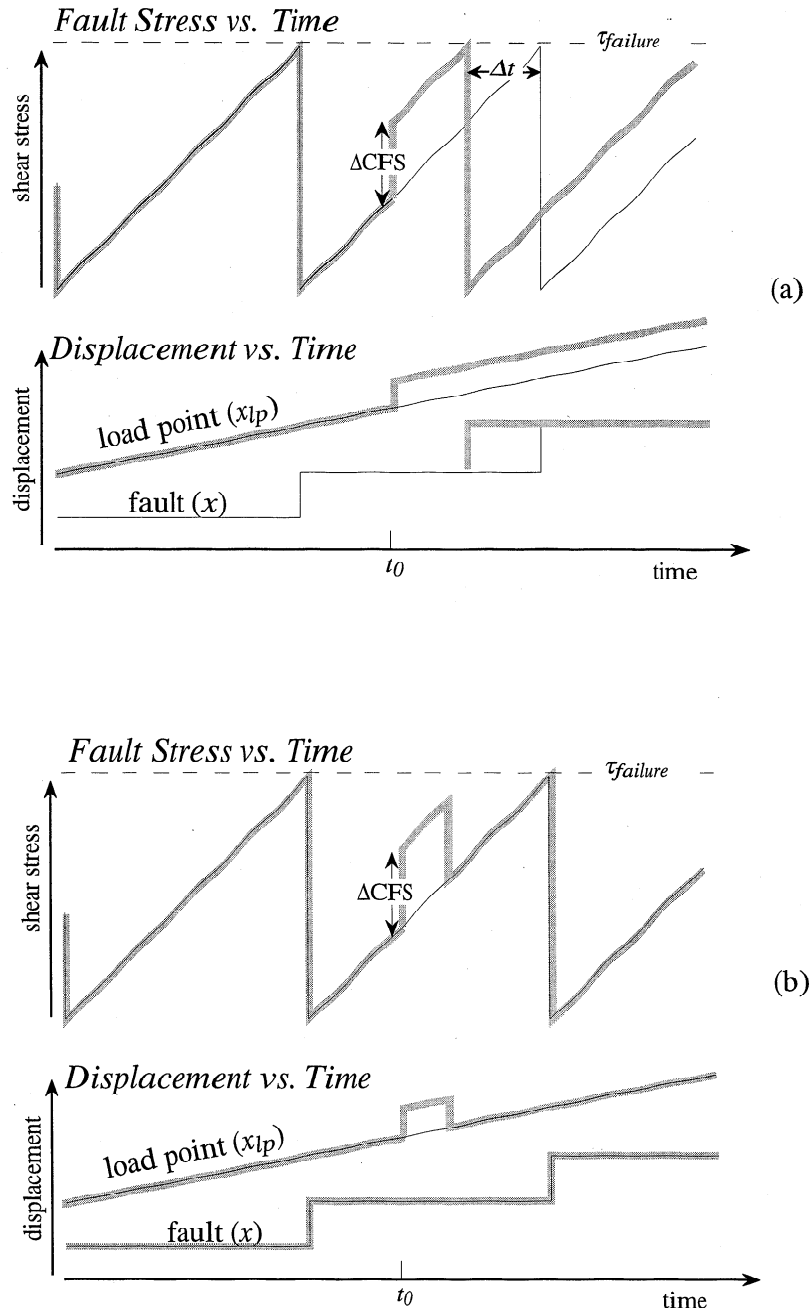 Fault Stress vs. Time
τfailure
Δt
ΔCFS
shear stress
(a)
Displacement vs. Time
load point (xlp)
displacement
fault (x)
t0
time
Fault Stress vs. Time
τfailure
shear stress
ΔCFS
(b)
Displacement vs. Time
load point (xlp)
displacement
fault (x)
t0
time